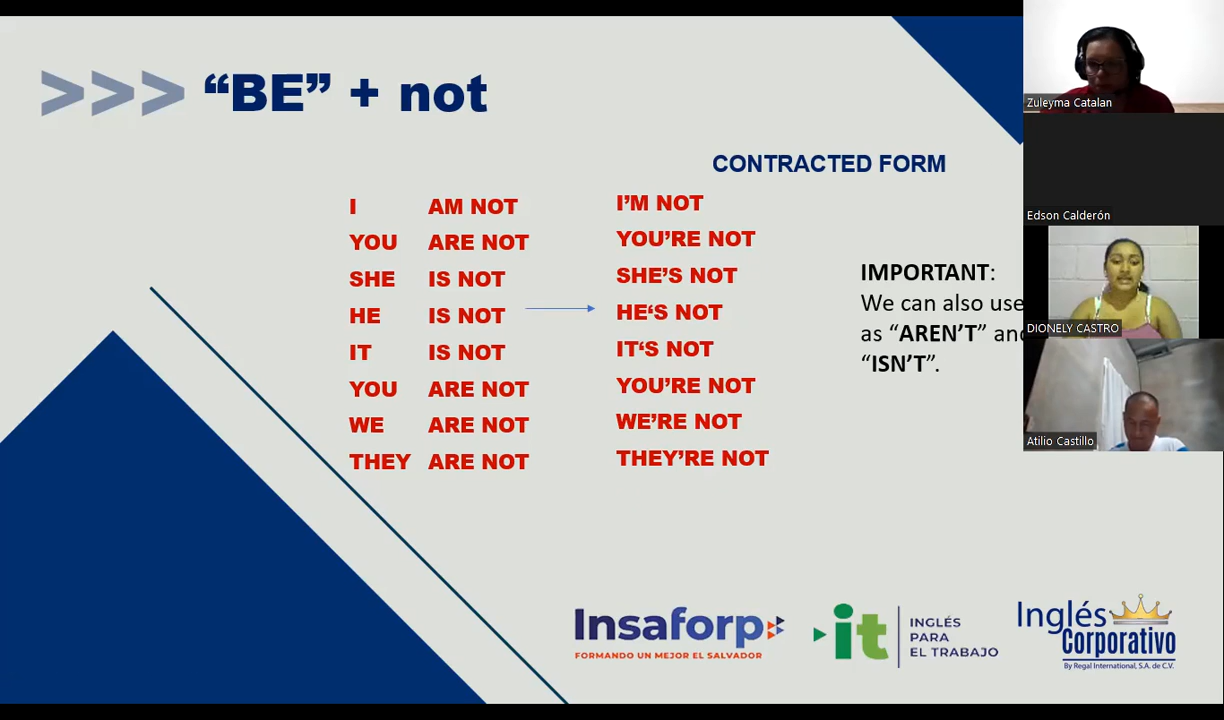 >>> “BE” + not
CONTRACTED FORM
I AM NOT I’M NOT
YOU ARE NOT YOU’RE NOT
SHE IS NOT SHE’S NOT
HE IS NOT HE‘S NOT
IT IS NOT IT‘S NOT
YOU ARE NOT YOU’RE NOT
WE ARE NOT WE’RE NOT
THEY ARE NOT THEY’RE NOT
IMPORTANT:
We can also use
as “AREN’T” and
“ISN’T”.
Zuleyma Catalan
Edson Calderón
DIONELY CASTRO
Atilio Castillo
Insaforp
FORMANDO UN MEJOR EL SALVADOR
it
INGLÉS
PARA
EL TRABAJO
Inglés
Corporativo
By Regal International, S.A. de C.V.